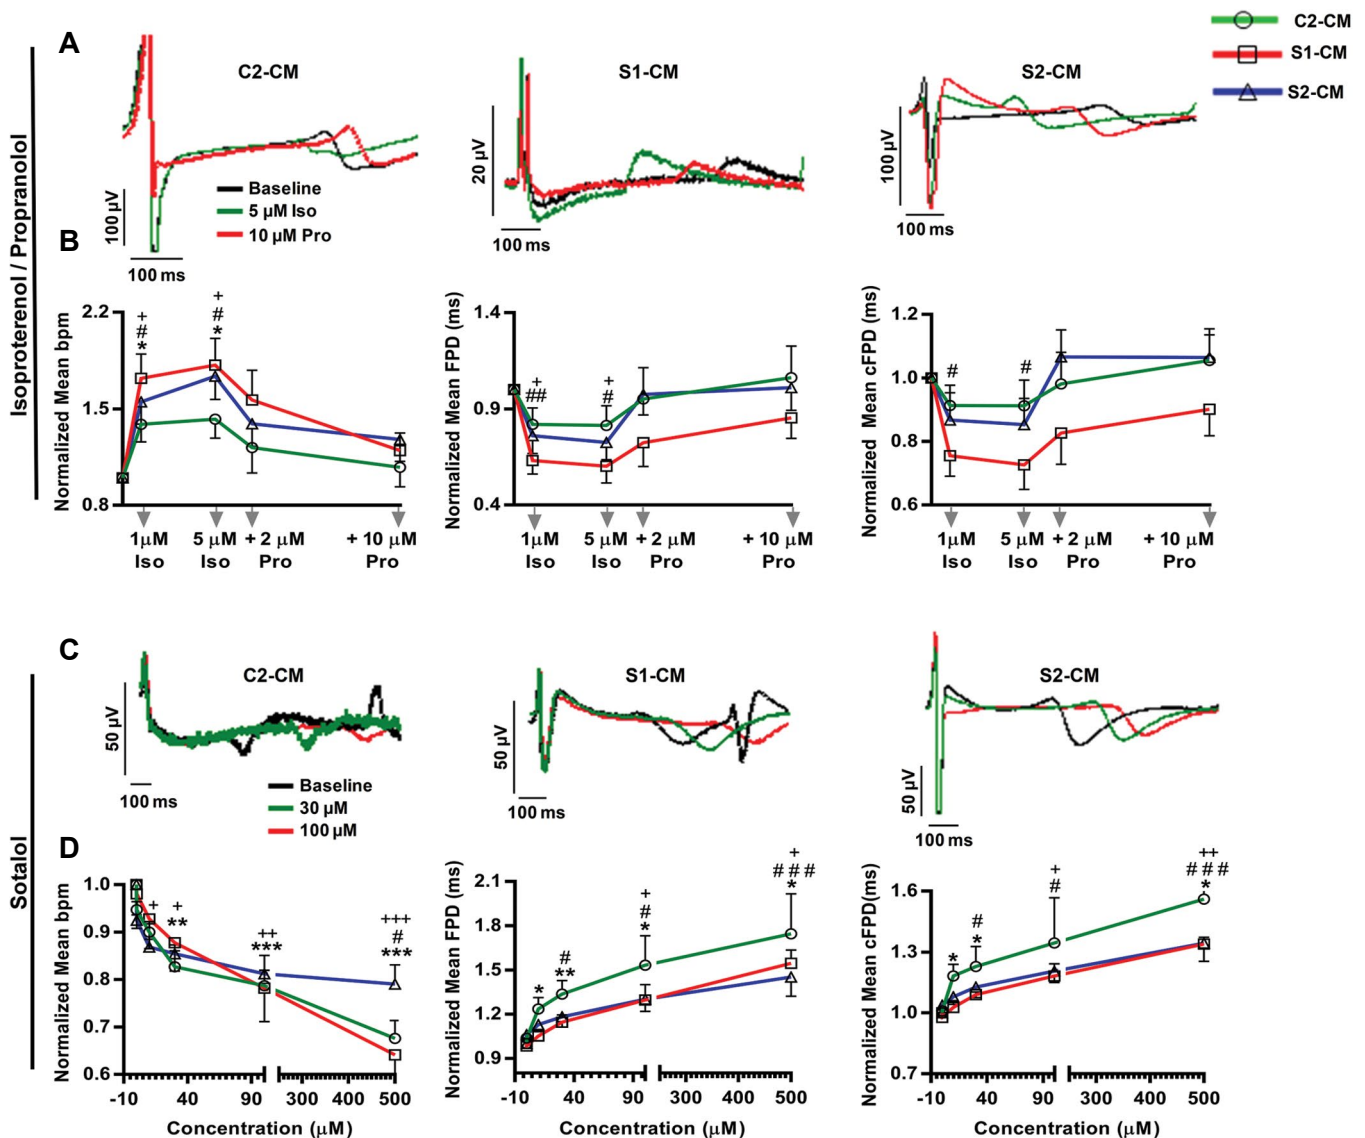 A
C2-CM
S1-CM
S2-CM
C2-CM
S1-CM
S2-CM
Isoproterenol / Propranolol
100 µV
Baseline
5 µM Iso
10 µM Pro
100 ms
20 µV
100 ms
100 µV
100 ms
B
Normalized Mean bpm
2.2
1.5
0.8
+
#
*
+
#
*
1µM Iso
5 µM Iso
+ 2 µM Pro
+ 10 µM Pro
Normalized Mean FPD (ms)
1.4
0.9
0.4
+
##
+
#
1µM Iso
5 µM Iso
+ 2 µM Pro
+ 10 µM Pro
Normalized Mean cFPD (ms)
1.2
1.0
0.8
0.6
#
#
1µM Iso
5 µM Iso
+ 2 µM Pro
+ 10 µM Pro
Sotalol
C
C2-CM
S1-CM
S2-CM
50 µV
100 ms
Baseline
30 µM
100 µM
50 µV
100 ms
50 µV
100 ms
D
Normalized Mean bpm
1.0
0.9
0.8
0.7
0.6
+
+
**
++
***
+++
#
***
-10 40 90 300 400 500
Concentration (µM)
Normalized Mean FPD (ms)
2.1
1.8
1.5
1.2
0.9
*
#
**
+
#
*
+
###
*
-10 40 90 300 400 500
Concentration (µM)
Normalized Mean cFPD(ms)
1.6
1.3
1.0
0.7
*
#
*
+
#
++
###
*
-10 40 90 300 400 500
Concentration (µM)